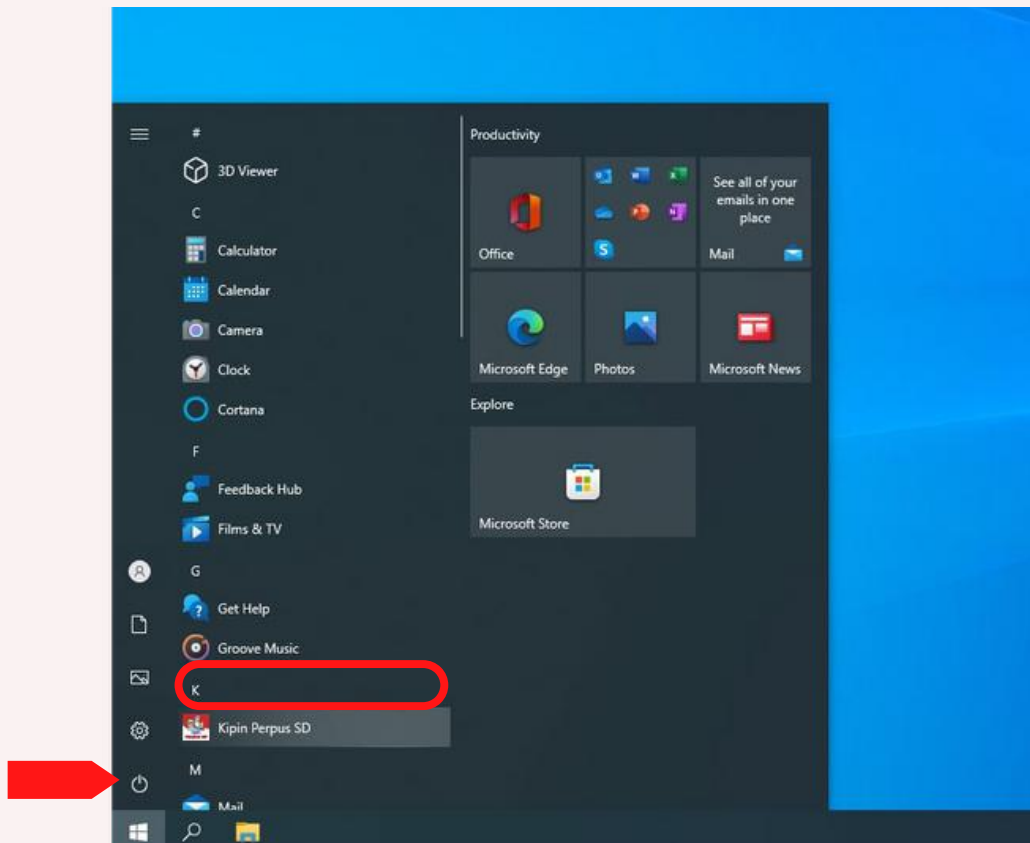 #
3D Viewer
C
Calculator
Calendar
Camera
Clock
Cortana
F
Feedback Hub
Films & TV
G
Get Help
Groove Music
K
Kipin Perpus SD
M
Mail
Productivity
Office
See all of your
emails in one
place
Mail
Microsoft Edge
Photos
Microsoft News
Explore
Microsoft Store